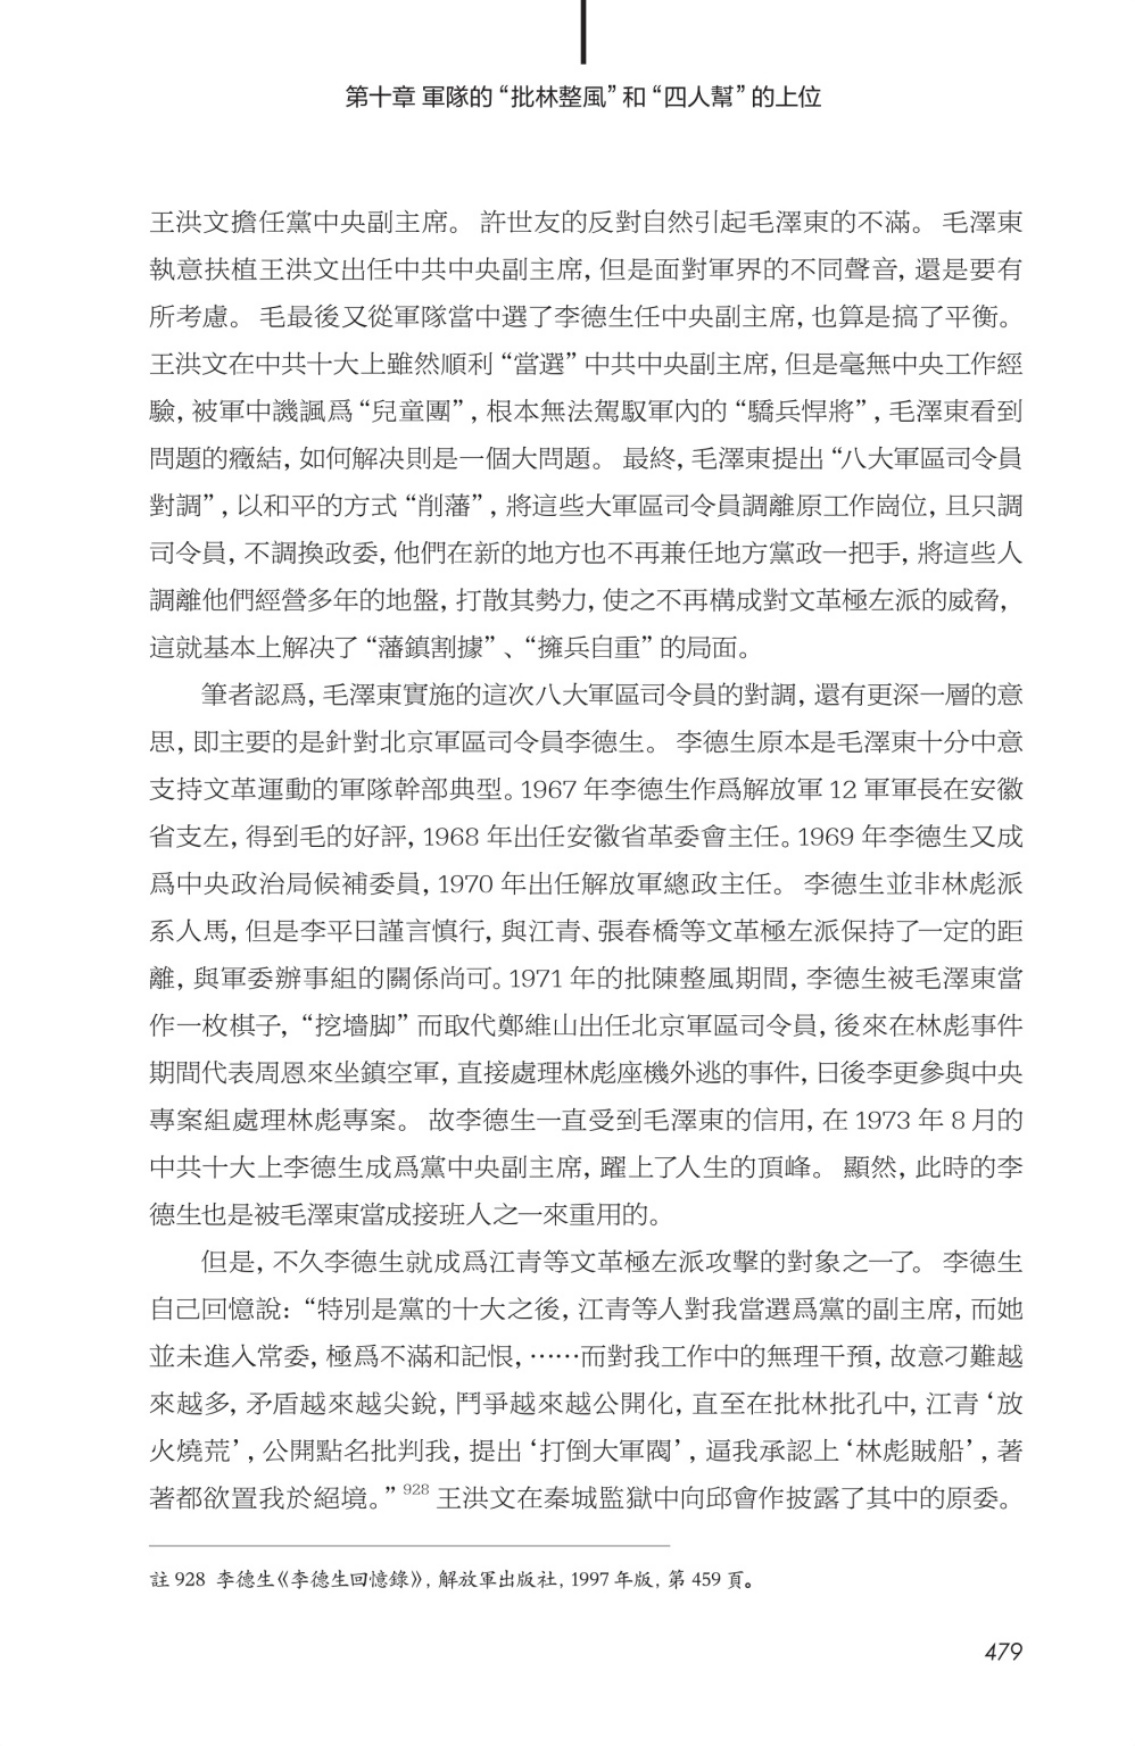 第十章 軍隊的“批林整風”和“四人幫”的上位
王洪文擔任黨中央副主席。許世友的反對自然引起毛澤東的不滿。毛澤東
執意扶植王洪文出任中共中央副主席,但是面對軍界的不同聲音,還是要有
所考慮。毛最後又從軍隊當中選了李德生任中央副主席,也算是搞了平衡。
王洪文在中共十大上雖然順利“當選”中共中央副主席,但是毫無中央工作經
驗,被軍中譏諷爲“兒童團”,根本無法駕馭軍內的“驕兵悍將”,毛澤東看到
問題的癥結,如何解決則是一個大問題。最終,毛澤東提出“八大軍區司令員
對調”,以和平的方式“削藩”,將這些大軍區司令員調離原工作崗位,且只調
司令員,不調換政委,他們在新的地方也不再兼任地方黨政一把手,將這些人
調離他們經營多年的地盤,打散其勢力,使之不再構成對文革極左派的威脅,
這就基本上解決了“藩鎮割據”、“擁兵自重”的局面。
筆者認爲,毛澤東實施的這次八大軍區司令員的對調,還有更深一層的意
思,即主要的是針對北京軍區司令員李德生。李德生原本是毛澤東十分中意
支持文革運動的軍隊幹部典型。1967 年李德生作爲解放軍 12 軍軍長在安徽
省支左,得到毛的好評,1968 年出任安徽省革委會主任。1969 年李德生又成
爲中央政治局候補委員,1970 年出任解放軍總政主任。李德生並非林彪派
系人馬,但是李平日謹言慎行,與江青、張春橋等文革極左派保持了一定的距
離,與軍委辦事組的關係尚可。1971 年的批陳整風期間,李德生被毛澤東當
作一枚棋子,“挖墻脚”而取代鄭維山出任北京軍區司令員,後來在林彪事件
期間代表周恩來坐鎮空軍,直接處理林彪座機外逃的事件,日後李更參與中央
專案組處理林彪專案。故李德生一直受到毛澤東的信用,在 1973 年 8 月的
中共十大上李德生成爲黨中央副主席,躍上了人生的頂峰。顯然,此時的李
德生也是被毛澤東當成接班人之一來重用的。
但是,不久李德生就成爲江青等文革極左派攻擊的對象之一了。李德生
自己回憶說:“特別是黨的十大之後,江青等人對我當選爲黨的副主席,而她
並未進入常委,極爲不滿和記恨,……而對我工作中的無理干預,故意刁難越
來越多,矛盾越來越尖銳,鬥爭越來越公開化,直至在批林批孔中,江青‘放
火燒荒’,公開點名批判我,提出‘打倒大軍閥’,逼我承認上‘林彪賊船’,著
著都欲置我於絕境。”928 王洪文在秦城監獄中向邱會作披露了其中的原委。
註 928 李德生《李德生回憶錄》,解放軍出版社,1997 年版,第 459 頁。
479